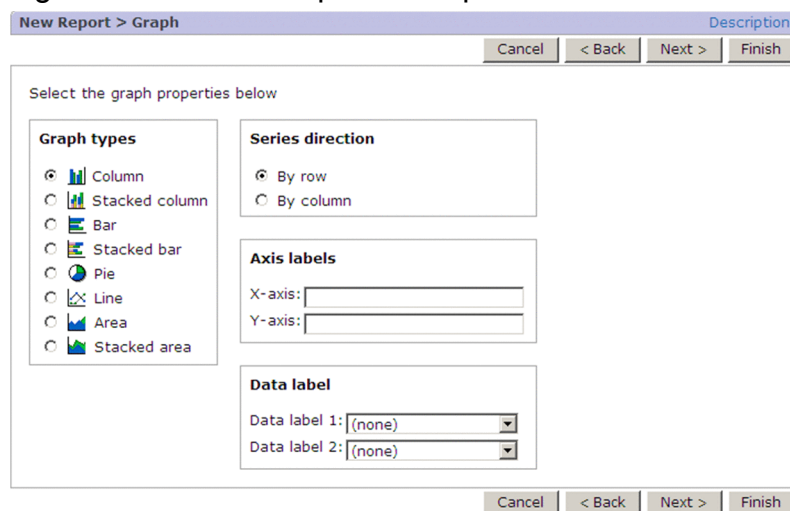 New Report > Graph Description
Cancel < Back Next > Finish
Select the graph properties below
Graph types
Column
Stacked column
Bar
Stacked bar
Pie
Line
Area
Stacked area
Series direction
By row
By column
Axis labels
X-axis:
Y-axis:
Data label
Data label 1: (none)
Data label 2: (none)
Cancel < Back Next > Finish